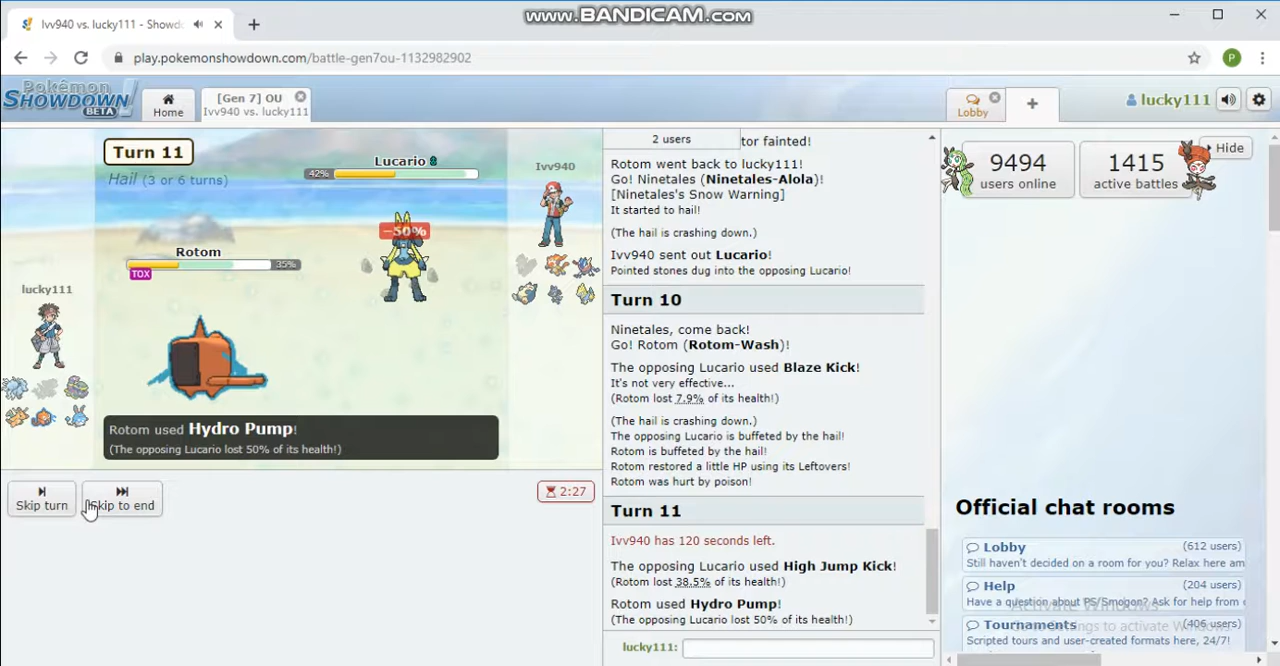 www.BANDICAM.com
Ivv940 vs. lucky111 - Showdo
play.pokemonshowdown.com/battle-gen7ou-1132982902
Pokémon
SHOWDOWN
BETA
Home
[Gen 7] OU
Ivv940 vs. lucky111
Lobby
lucky111
Turn 11
Hail (3 or 6 turns)
Lucario
42%
Ivv940
−50%
Rotom
35%
TOX
lucky111
Rotom used Hydro Pump!
(The opposing Lucario lost 50% of its health!)
Skip turn
Skip to end
2:27
2 users
tor fainted!
Rotom went back to lucky111!
Go! Ninetales (Ninetales-Alola)!
[Ninetales's Snow Warning]
It started to hail!
(The hail is crashing down.)
Ivv940 sent out Lucario!
Pointed stones dug into the opposing Lucario!
Turn 10
Ninetales, come back!
Go! Rotom (Rotom-Wash)!
The opposing Lucario used Blaze Kick!
It's not very effective...
(Rotom lost 7.9% of its health!)
(The hail is crashing down.)
The opposing Lucario is buffeted by the hail!
Rotom is buffeted by the hail!
Rotom restored a little HP using its Leftovers!
Rotom was hurt by poison!
Turn 11
Ivv940 has 120 seconds left.
The opposing Lucario used High Jump Kick!
(Rotom lost 38.5% of its health!)
Rotom used Hydro Pump!
(The opposing Lucario lost 50% of its health!)
lucky111:
9494
users online
1415
active battles
Hide
Official chat rooms
Lobby
(612 users)
Still haven't decided on a room for you? Relax here am
Help
(204 users)
Have a question about PS/Smogon? Ask for help from
Activate Windows
Tournaments
(406 users)
Settings to activate Windows
Scripted tours and user-created formats here, 24/7!
P